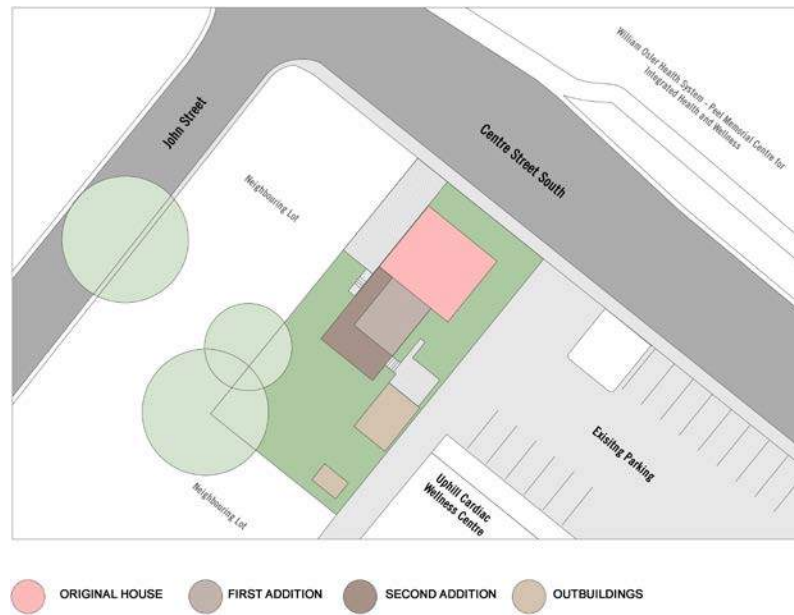 William Osler Health System - Peel Memorial Centre for
Integrated Health and Wellness
John Street
Centre Street South
Neighbouring Lot
Exisitng Parking
Uphill Cardiac
Wellness Centre
Neighbouring Lot
ORIGINAL HOUSE
FIRST ADDITION
SECOND ADDITION
OUTBUILDINGS